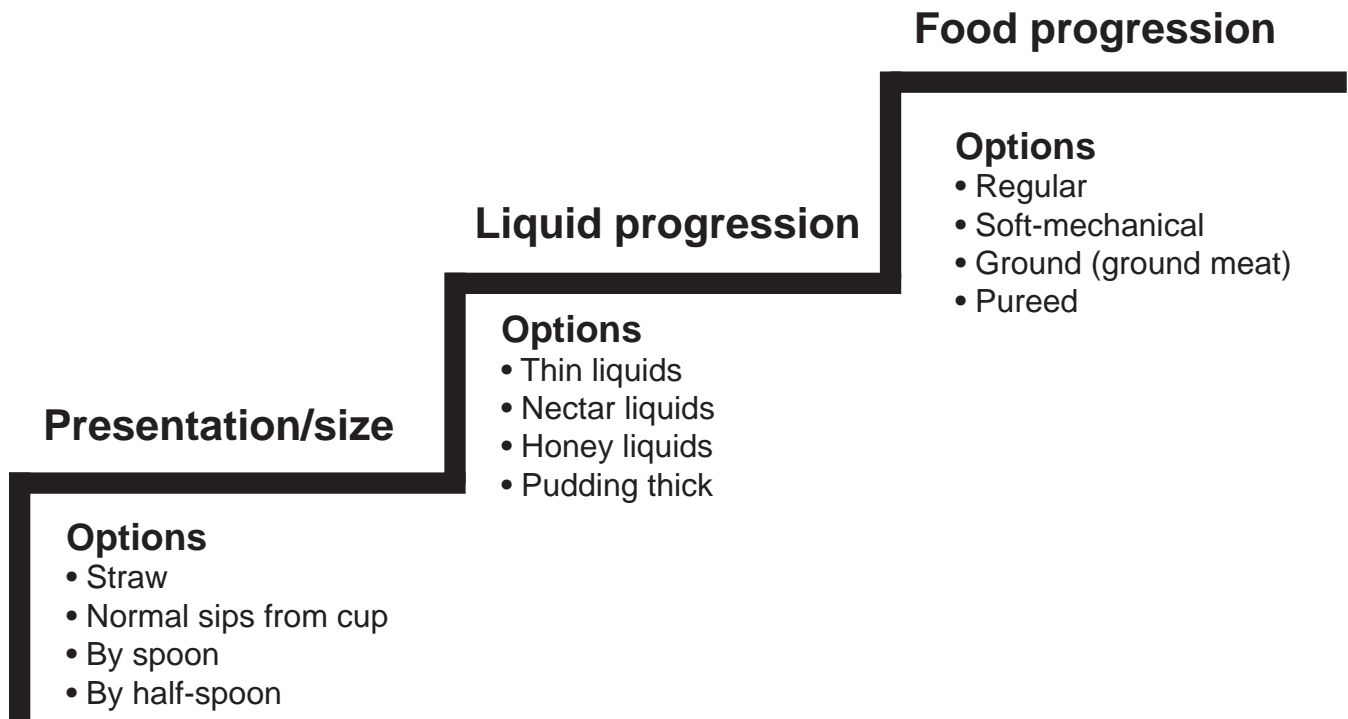 Food progression
Options
• Regular
• Soft-mechanical
• Ground (ground meat)
• Pureed
Liquid progression
Options
• Thin liquids
• Nectar liquids
• Honey liquids
• Pudding thick
Presentation/size
Options
• Straw
• Normal sips from cup
• By spoon
• By half-spoon